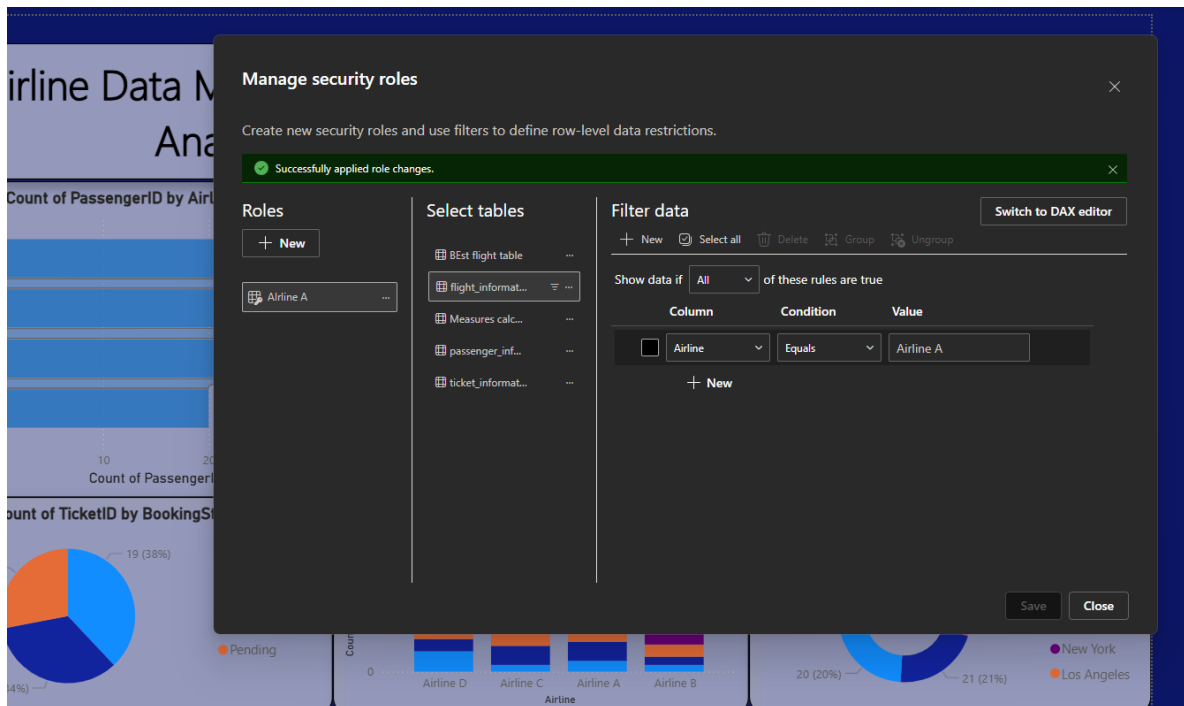 irline Data M
Ana
Manage security roles
Create new security roles and use filters to define row-level data restrictions.
Successfully applied role changes.
Count of PassengerID by Airl
Roles
New
AIrline A
Select tables
BEst flight table
flight_informat...
Measures calc...
passenger_inf...
ticket_informat...
Filter data
Switch to DAX editor
New Select all Delete Group Ungroup
Show data if All of these rules are true
Column Condition Value
Airline Equals Airline A
New
10 20
Count of PassengerI
ount of TicketID by BookingSt
19 (38%)
Save Close
Pending
4%)
Coun
0
Airline D Airline C Airline A Airline B
Airline
20 (20%)
21 (21%)
New York
Los Angeles